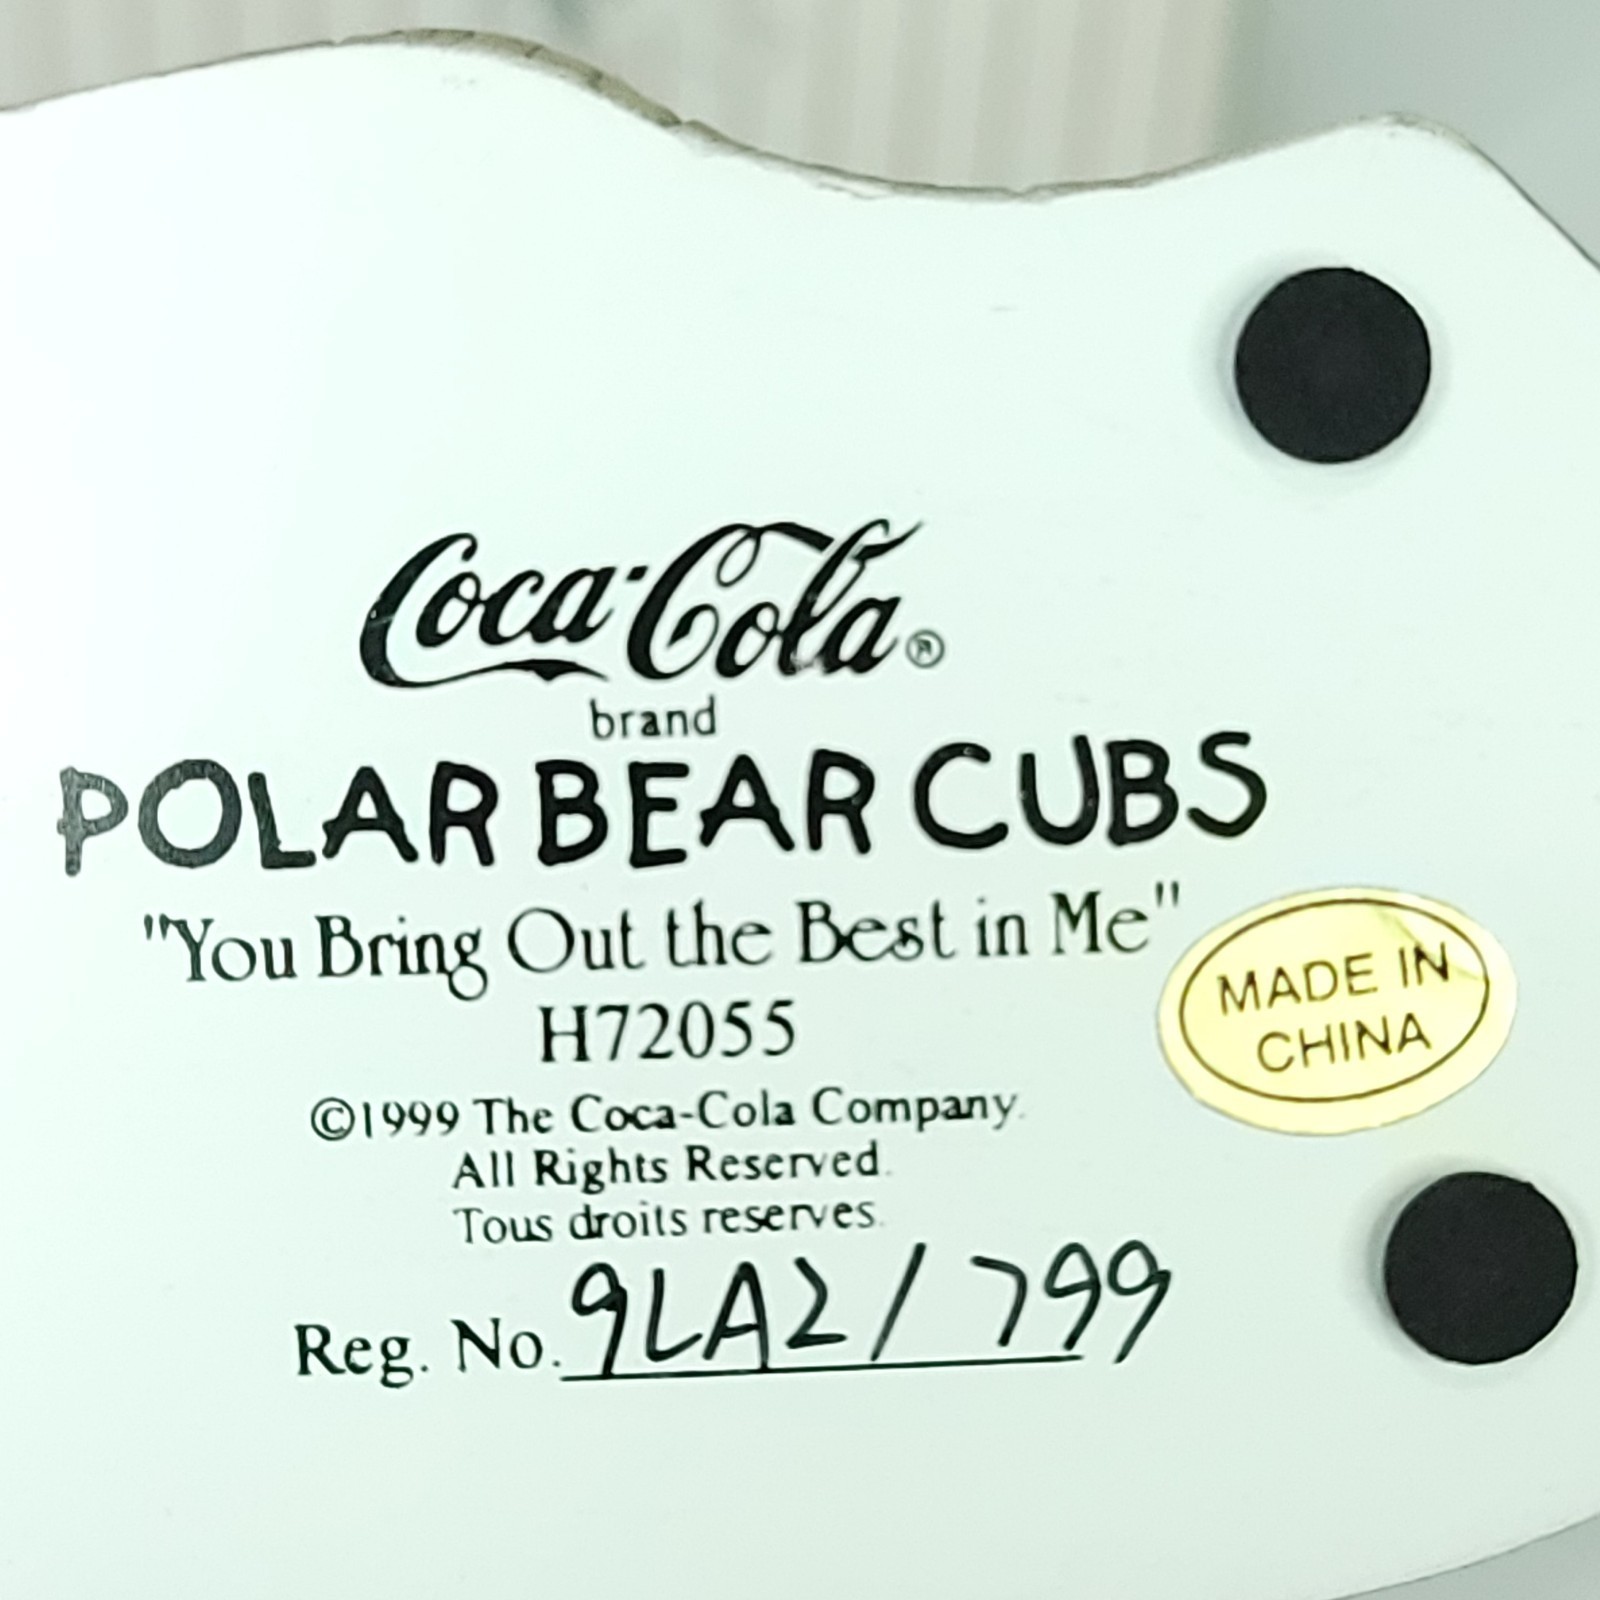 Coca-Cola®
brand
POLAR BEAR CUBS
"You Bring Out the Best in Me"
H72055
©1999 The Coca-Cola Company.
All Rights Reserved.
Tous droits reserves.
Reg. No. 9LA2/799
MADE IN
CHINA